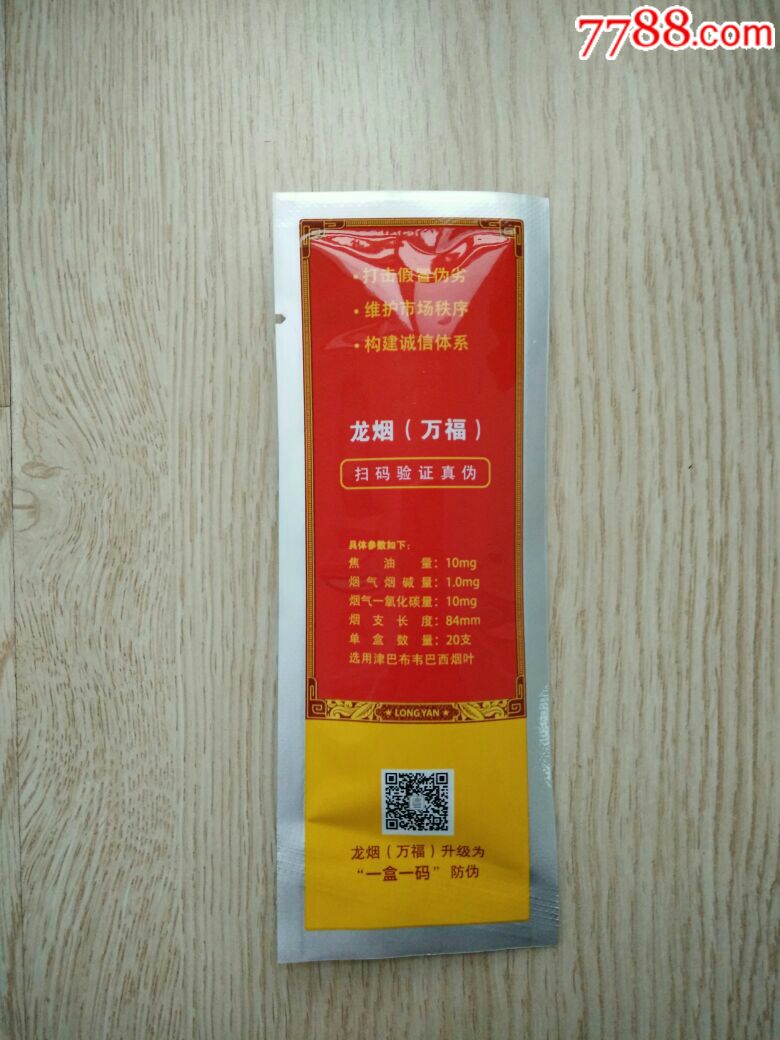 7788.com
•打击假冒伪劣
•维护市场秩序
•构建诚信体系
龙烟（万福）
扫码验证真伪
具体参数如下：
焦油量：10mg
烟气烟碱量：1.0mg
烟气一氧化碳量：10mg
烟支长度：84mm
单盒数量：20支
选用津巴布韦巴西烟叶
★ LONGYAN ★
龙烟（万福）升级为
“一盒一码”防伪